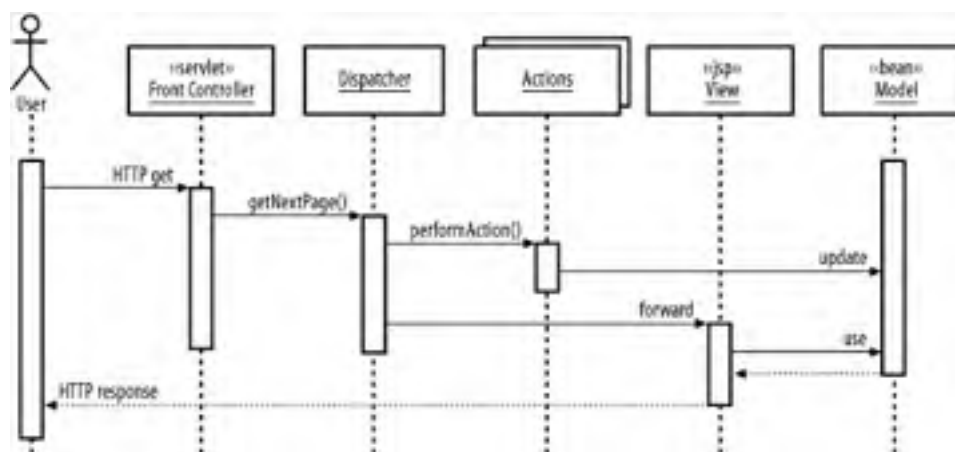 User
«servlet»
Front Controller
Dispatcher
Actions
«jsp»
View
«bean»
Model
HTTP get
getNextPage()
performAction()
update
forward
use
HTTP response